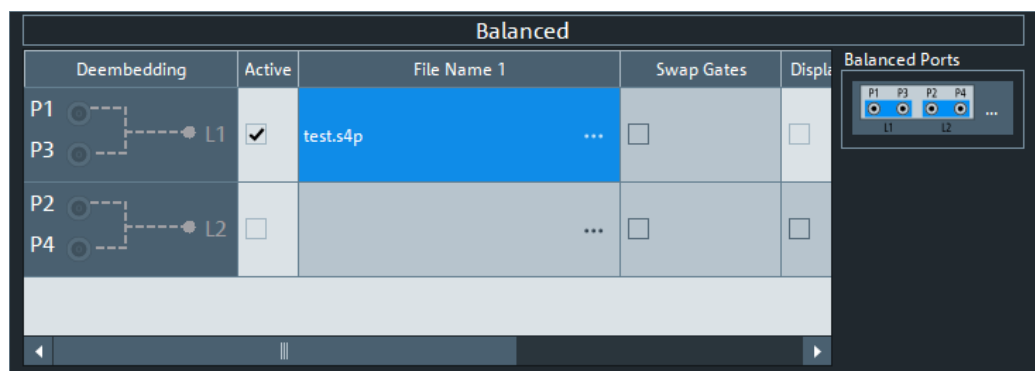 Balanced
Deembedding Active File Name 1 Swap Gates Displa
Balanced Ports
P1 L1 test.s4p ...
P3
P2 L2 ...
P4
P1 P3 P2 P4
...
L1 L2